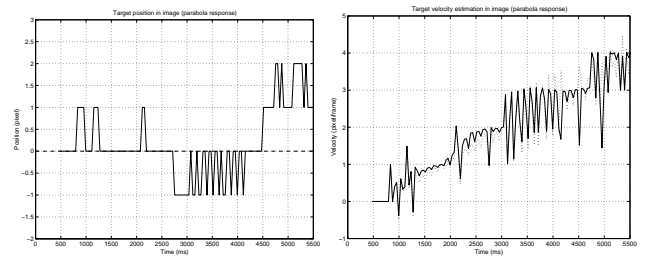 Target position in image (parabola response)
3
2.5
2
1.5
1
0.5
0
−0.5
−1
−1.5
−2
Position (pixel)
0 500 1000 1500 2000 2500 3000 3500 4000 4500 5000 5500
Time (ms)
Target velocity estimation in image (parabola response)
5
4
3
2
1
0
−1
Velocity (pixel/frame)
0 500 1000 1500 2000 2500 3000 3500 4000 4500 5000 5500
Time (ms)